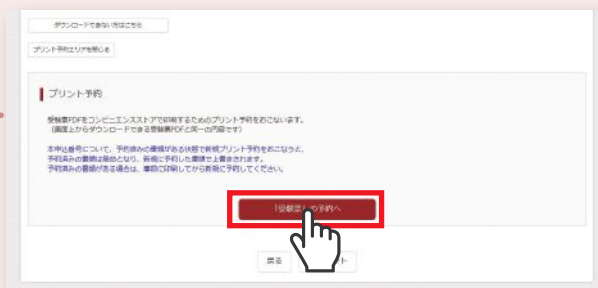 ダウンロードできない方はこちら
プリント予約エリアを閉じる
プリント予約
受験票PDFをコンビニエンスストアで印刷するためのプリント予約をおこないます。
（画面上からダウンロードできる受験票PDFと同一の内容です）
本申込番号について、予約済みの書類がある状態で新規プリント予約をおこなうと、
予約済みの書類は無効となり、新規に予約した書類で上書きされます。
予約済みの書類がある場合は、事前に印刷してから新規に予約してください。
「受験票」の予約へ
戻る
ト